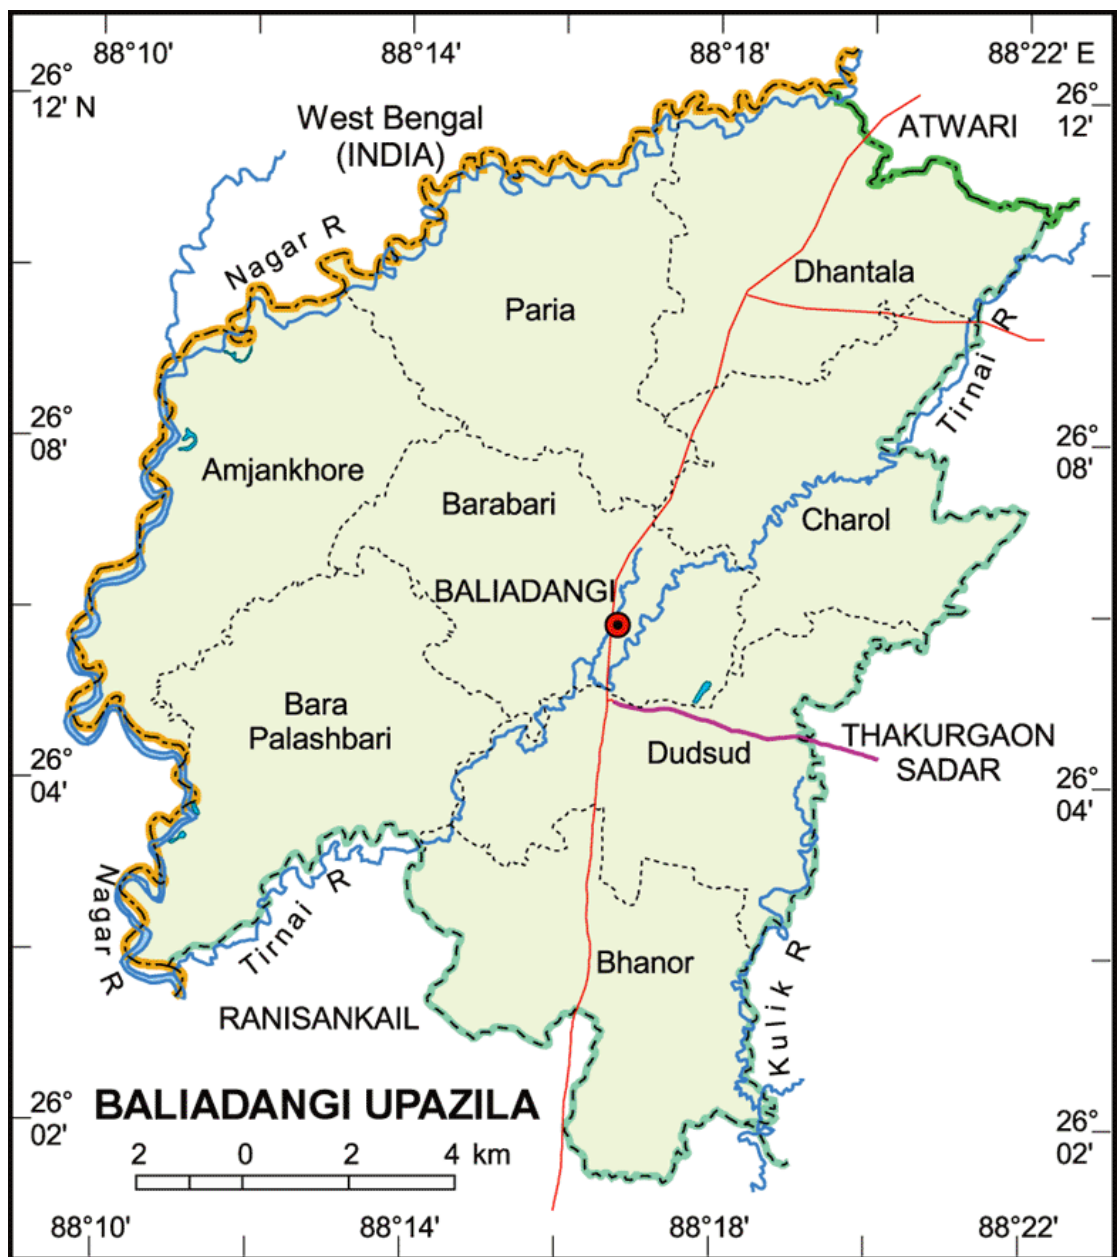 88°10' 88°14' 88°18' 88°22' E
26°
12' N
26°
12'
West Bengal
(INDIA)
ATWARI
Nagar R
Dhantala
Paria
Tirnai R
26°
08'
26°
08'
Amjankhore
Barabari
Charol
BALIADANGI
Bara
Palashbari
THAKURGAON
SADAR
Dudsud
26°
04'
26°
04'
Nagar R
Tirnai R
Bhanor
Kulik R
RANISANKAIL
BALIADANGI UPAZILA
26°
02'
26°
02'
2 0 2 4 km
88°10' 88°14' 88°18' 88°22'